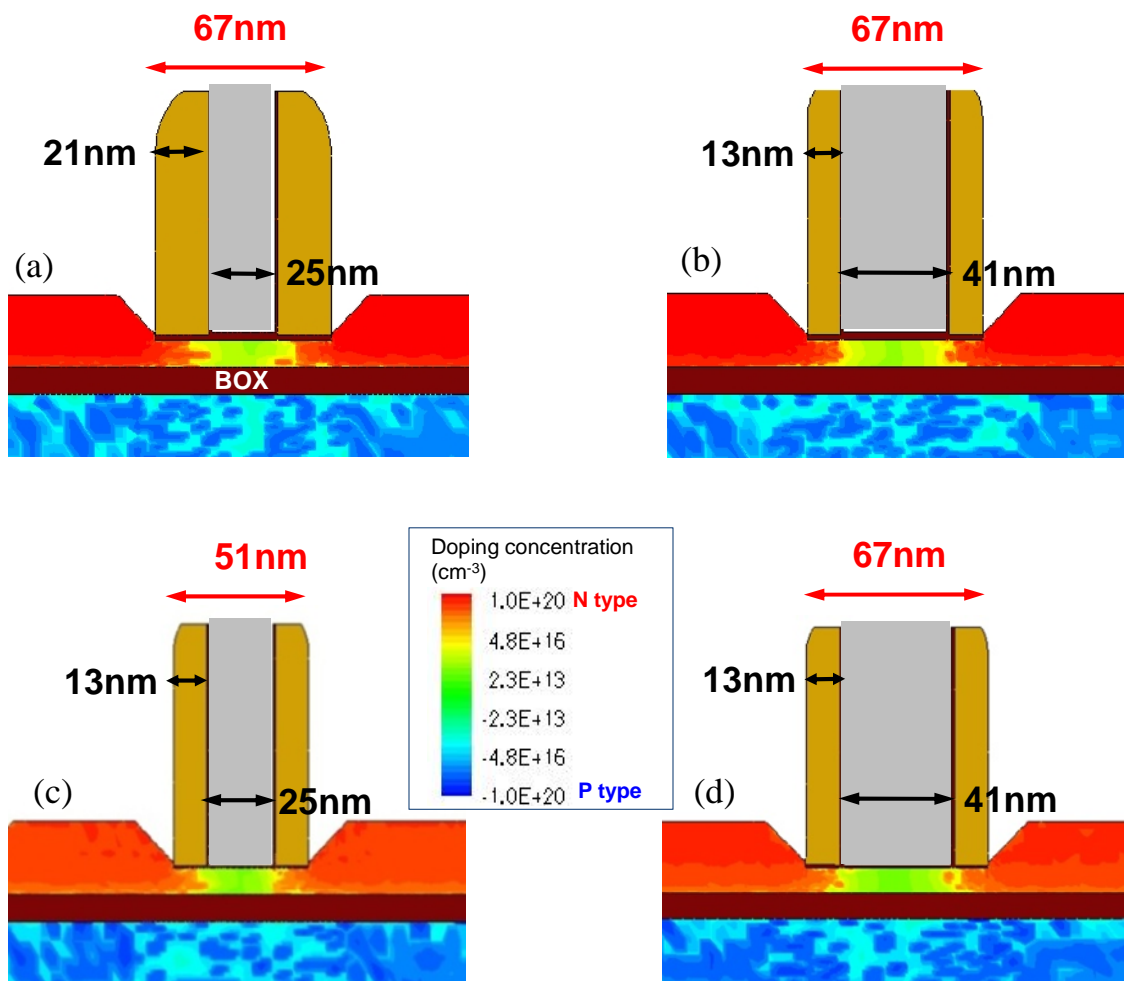 67nm
67nm
21nm
13nm
(a)
25nm
(b)
41nm
BOX
51nm
67nm
Doping concentration
(cm-3)
1.0E+20 N type
4.8E+16
2.3E+13
-2.3E+13
-4.8E+16
-1.0E+20 P type
13nm
13nm
(c)
25nm
(d)
41nm